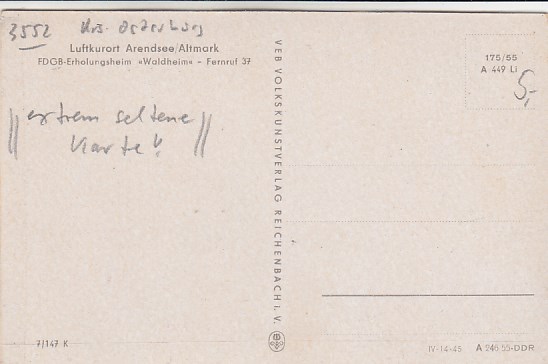 3552 Krs. Osterburg
Luftkurort Arendsee/Altmark
FDGB-Erholungsheim »Waldheim« – Fernruf 37
extrem seltene
Karte!
VEB VOLKSKUNSTVERLAG REICHENBACH i. V.
175/55
A 449 Li
5,-
7/147 K
IV-14-45 A 246 55-DDR